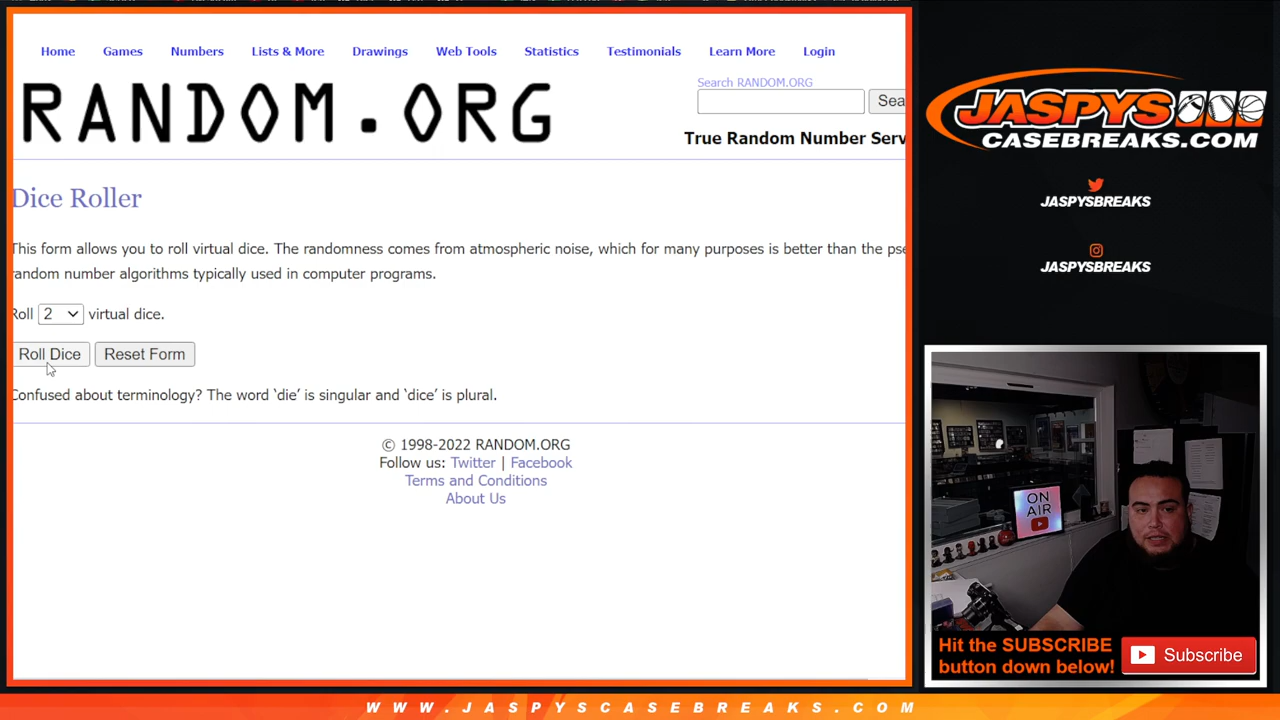 Home Games Numbers Lists & More Drawings Web Tools Statistics Testimonials Learn More Login
RANDOM.ORG
Search RANDOM.ORG
Sea
True Random Number Serv
Dice Roller
This form allows you to roll virtual dice. The randomness comes from atmospheric noise, which for many purposes is better than the pse
random number algorithms typically used in computer programs.
Roll 2 virtual dice.
Roll Dice Reset Form
Confused about terminology? The word ‘die’ is singular and ‘dice’ is plural.
© 1998-2022 RANDOM.ORG
Follow us: Twitter | Facebook
Terms and Conditions
About Us
JASPYS
CASEBREAKS.COM
JASPYSBREAKS
JASPYSBREAKS
ON
AIR
Hit the SUBSCRIBE
button down below!
Subscribe
WWW.JASPYSCASEBREAKS.COM